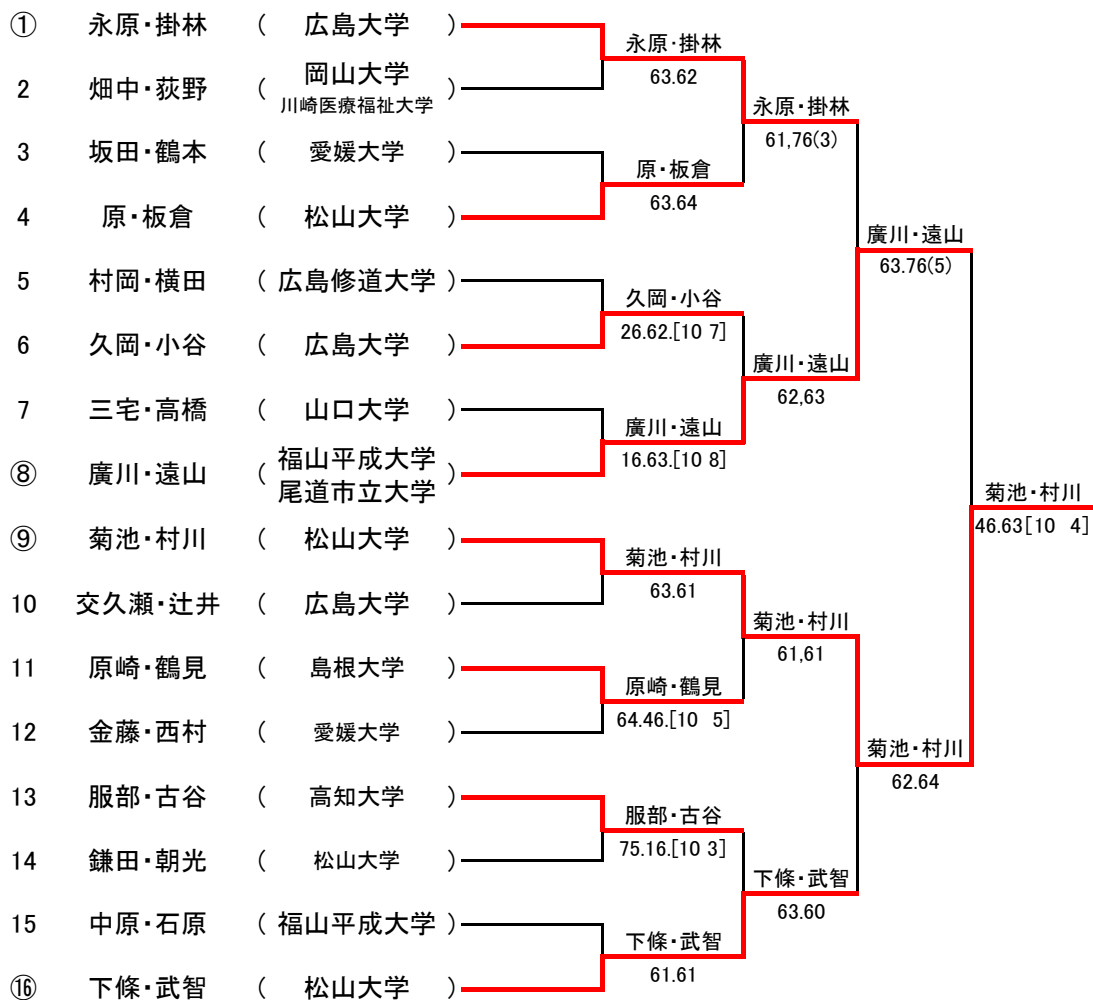 ① 永原・掛林 ( 広島大学 )
永原・掛林
63.62
2 畑中・荻野 ( 岡山大学 川崎医療福祉大学 )
永原・掛林
61,76(3)
3 坂田・鶴本 ( 愛媛大学 )
原・板倉
63.64
4 原・板倉 ( 松山大学 )
廣川・遠山
63.76(5)
5 村岡・横田 ( 広島修道大学 )
久岡・小谷
26.62.[10 7]
6 久岡・小谷 ( 広島大学 )
廣川・遠山
62,63
7 三宅・高橋 ( 山口大学 )
廣川・遠山
16.63.[10 8]
⑧ 廣川・遠山 ( 福山平成大学 尾道市立大学 )
菊池・村川
46.63[10 4]
⑨ 菊池・村川 ( 松山大学 )
菊池・村川
63.61
10 交久瀬・辻井 ( 広島大学 )
菊池・村川
61,61
11 原崎・鶴見 ( 島根大学 )
原崎・鶴見
64.46.[10 5]
12 金藤・西村 ( 愛媛大学 )
菊池・村川
62.64
13 服部・古谷 ( 高知大学 )
服部・古谷
75.16.[10 3]
14 鎌田・朝光 ( 松山大学 )
下條・武智
63.60
15 中原・石原 ( 福山平成大学 )
下條・武智
61.61
⑯ 下條・武智 ( 松山大学 )